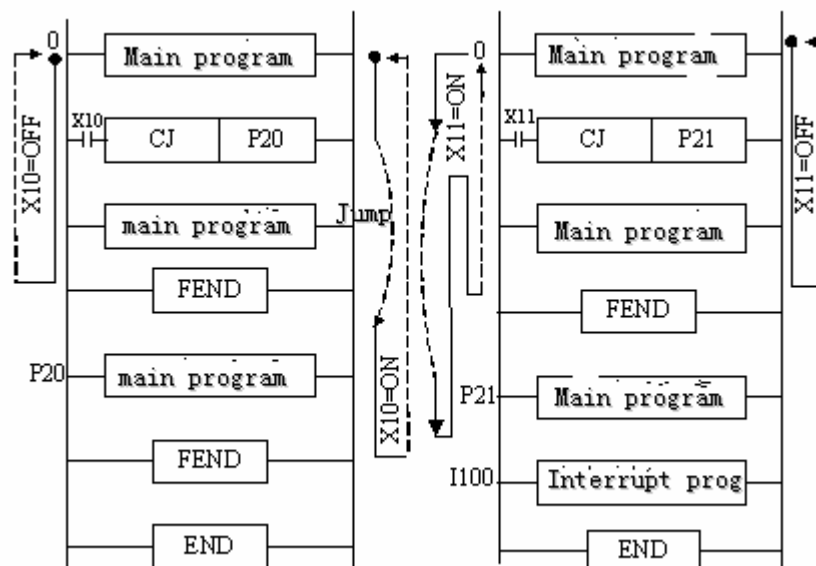 0
Main program
X10
CJ
P20
X10=OFF
main program
Jump
FEND
P20
main program
X10=ON
FEND
END
0
Main program
X11=ON
X11
CJ
P21
X11=OFF
Main program
FEND
P21
Main program
I100
Interrupt prog
END